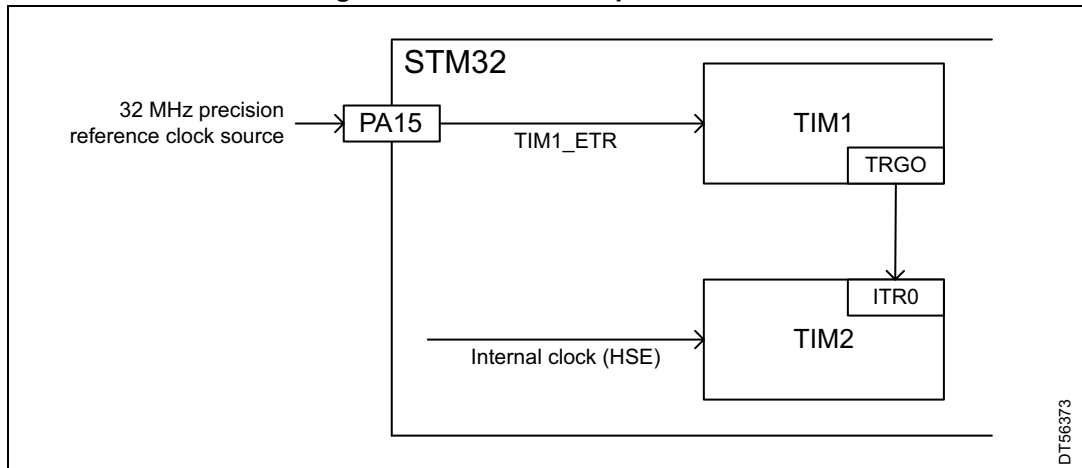 STM32
32 MHz precision
reference clock source
PA15
TIM1_ETR
TIM1
TRGO
ITR0
TIM2
Internal clock (HSE)
DT56373